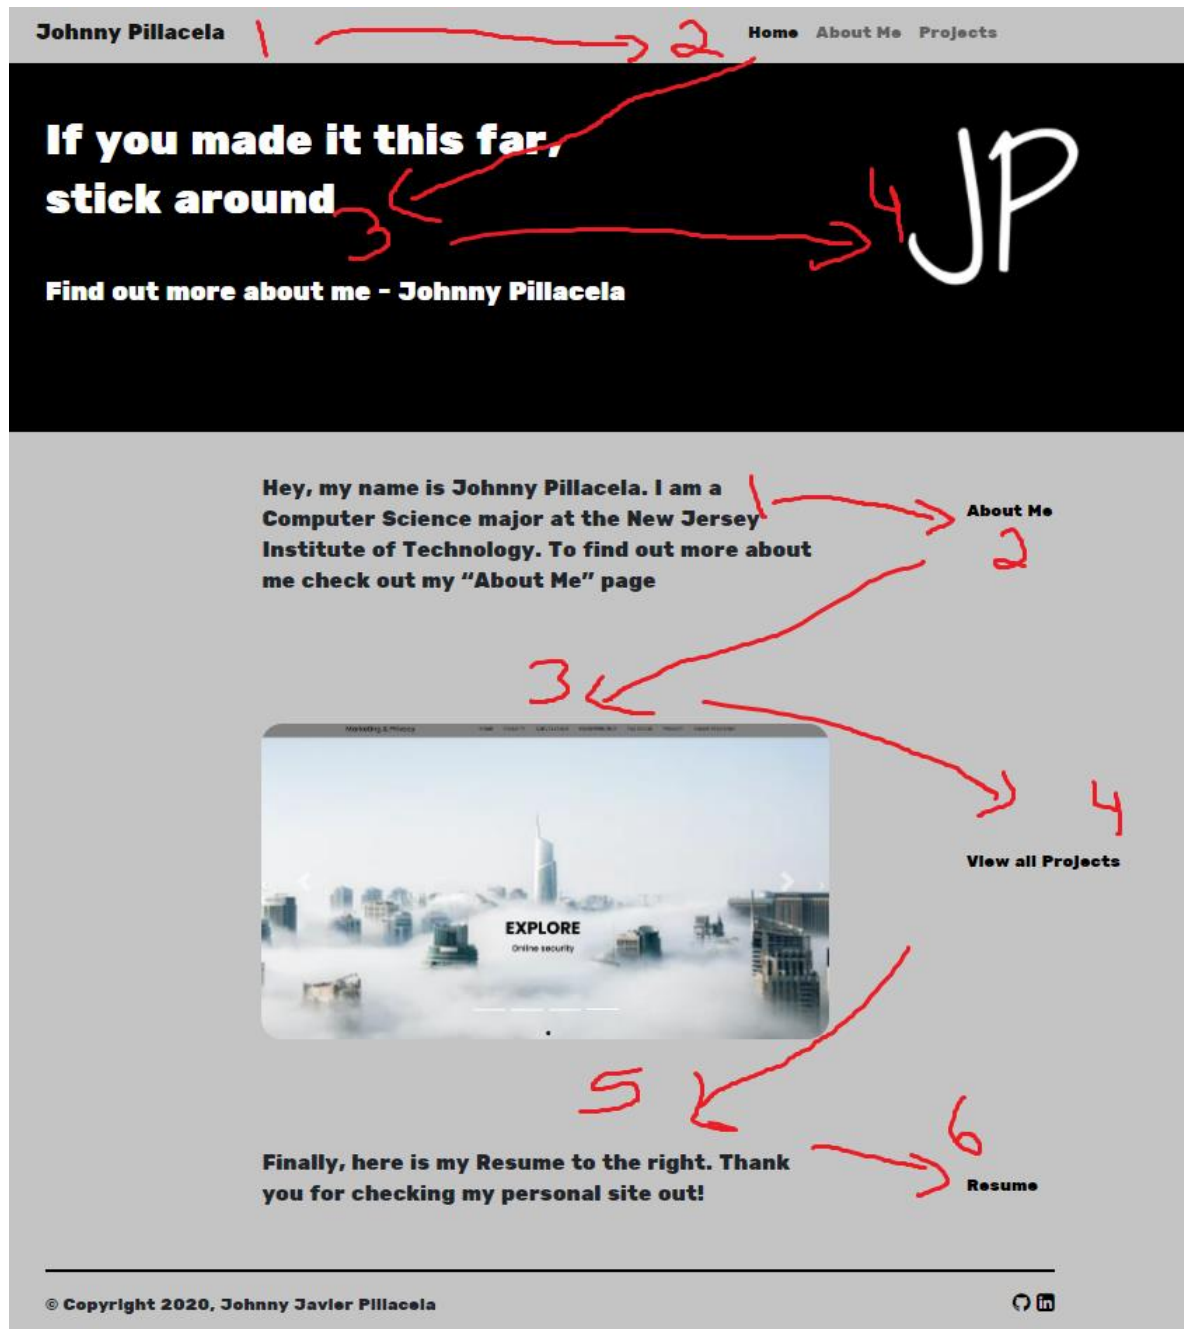 Johnny Pillacela 1 2 Home About Me Projects
If you made it this far,
stick around
3
4 JP
Find out more about me - Johnny Pillacela
Hey, my name is Johnny Pillacela. I am a
Computer Science major at the New Jersey
Institute of Technology. To find out more about
me check out my “About Me” page
1
About Me
2
3
Marketing & Privacy
4
View all Projects
EXPLORE
Online security
5
6
Finally, here is my Resume to the right. Thank
you for checking my personal site out!
Resume
© Copyright 2020, Johnny Javier Pillacela
in